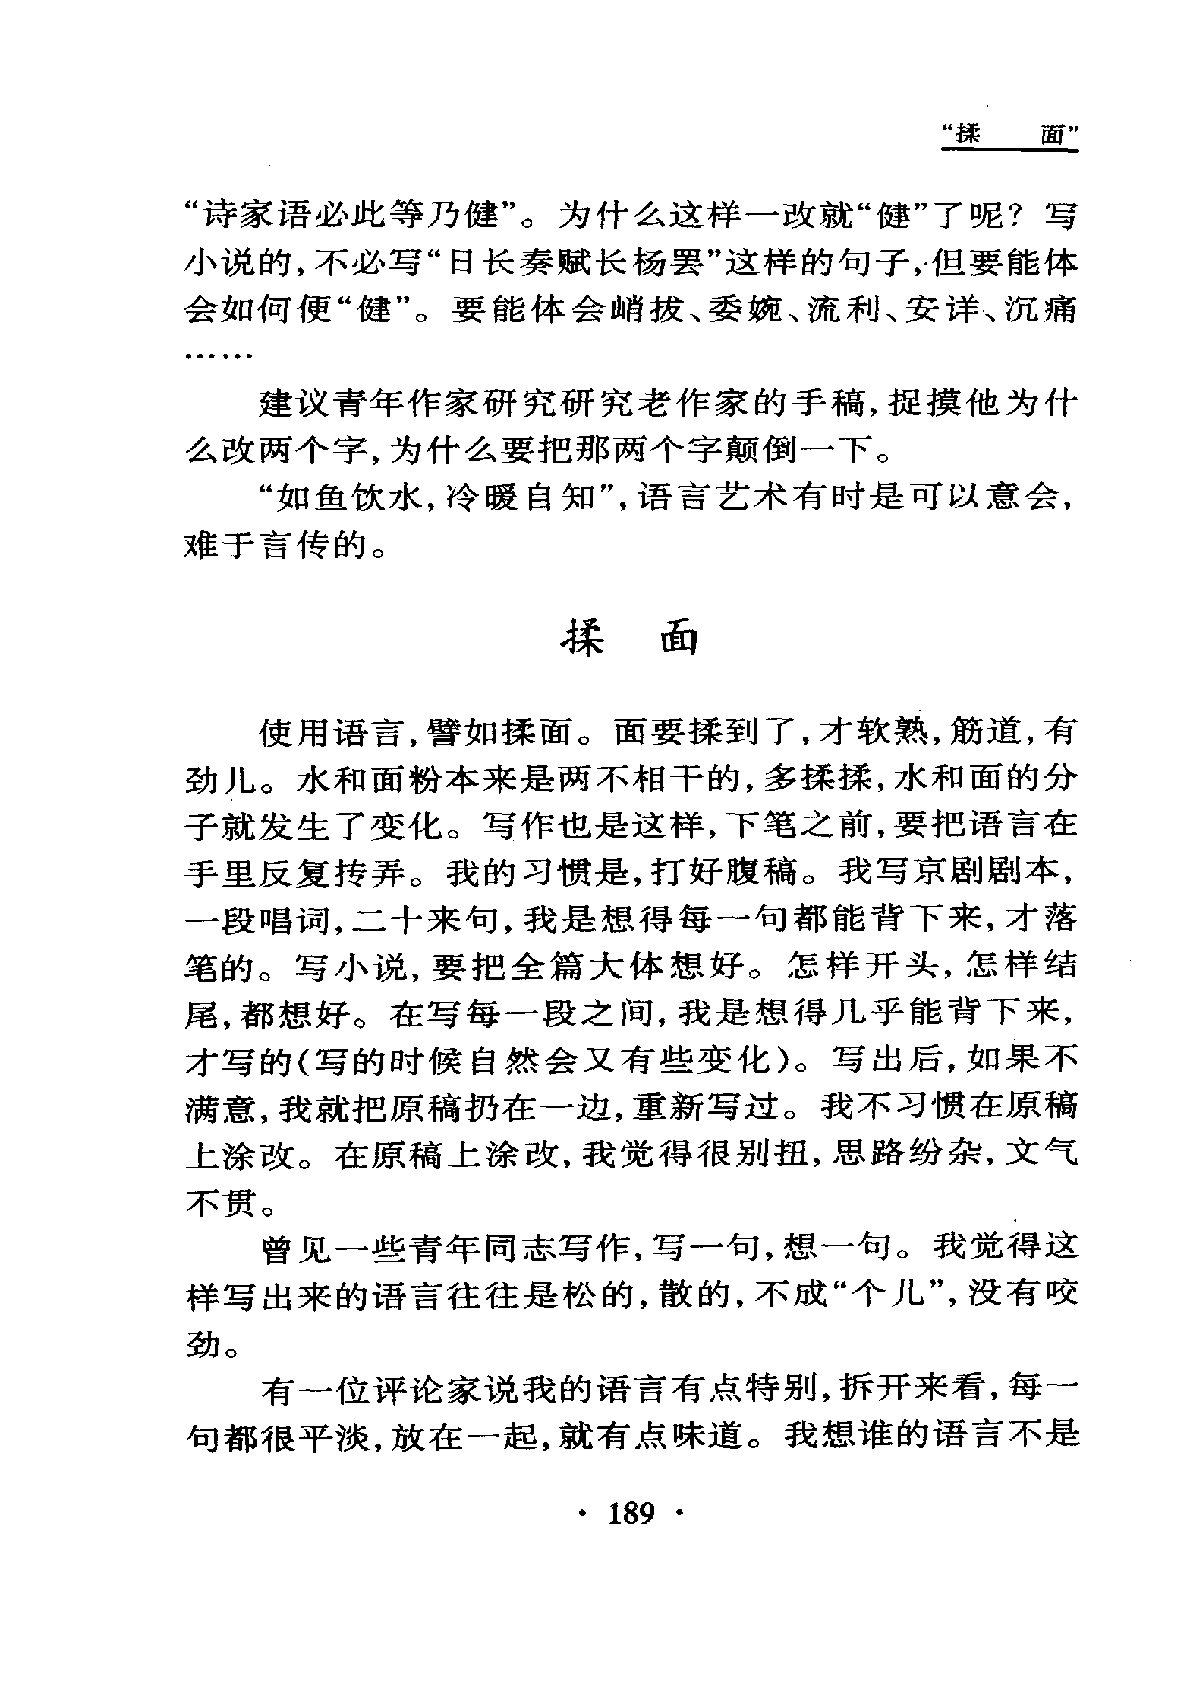 “揉　面”
“诗家语必此等乃健”。为什么这样一改就“健”了呢？写
小说的,不必写“日长奏赋长杨罢”这样的句子,但要能体
会如何便“健”。要能体会峭拔、委婉、流利、安详、沉痛
……
建议青年作家研究研究老作家的手稿,捉摸他为什
么改两个字,为什么要把那两个字颠倒一下。
“如鱼饮水,冷暖自知”,语言艺术有时是可以意会,
难于言传的。
揉　面
使用语言,譬如揉面。面要揉到了,才软熟,筋道,有
劲儿。水和面粉本来是两不相干的,多揉揉,水和面的分
子就发生了变化。写作也是这样,下笔之前,要把语言在
手里反复抟弄。我的习惯是,打好腹稿。我写京剧剧本,
一段唱词,二十来句,我是想得每一句都能背下来,才落
笔的。写小说,要把全篇大体想好。怎样开头,怎样结
尾,都想好。在写每一段之间,我是想得几乎能背下来,
才写的(写的时候自然会又有些变化)。写出后,如果不
满意,我就把原稿扔在一边,重新写过。我不习惯在原稿
上涂改。在原稿上涂改,我觉得很别扭,思路纷杂,文气
不贯。
曾见一些青年同志写作,写一句,想一句。我觉得这
样写出来的语言往往是松的,散的,不成“个儿”,没有咬
劲。
有一位评论家说我的语言有点特别,拆开来看,每一
句都很平淡,放在一起,就有点味道。我想谁的语言不是
· 189 ·